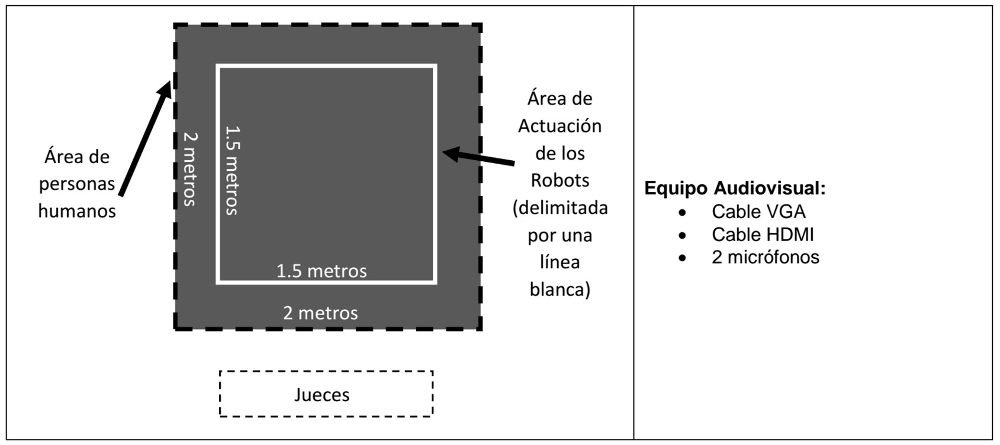 Área de
personas
humanos
2 metros
1.5 metros
1.5 metros
2 metros
Área de
Actuación
de los
Robots
(delimitada
por una
línea
blanca)
Jueces
Equipo Audiovisual:
• Cable VGA
• Cable HDMI
• 2 micrófonos